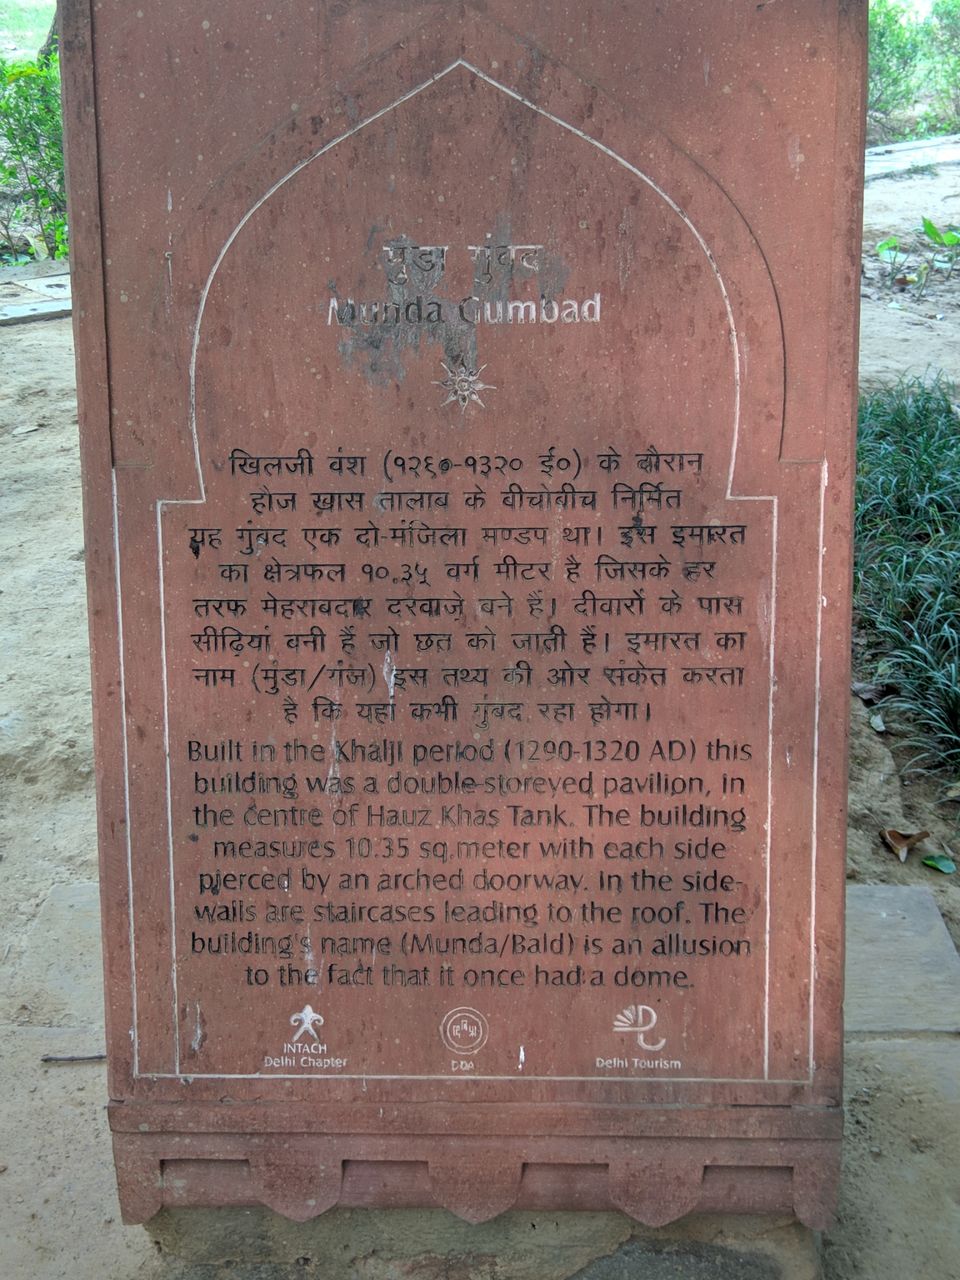 मुंडा गुंबद
Munda Gumbad
खिलजी वंश (१२६०-१३२० ई०) के दौरान
हौज ख़ास तालाब के बीचोबीच निर्मित
यह गुंबद एक दो-मंजिला मण्डप था। इस इमारत
का क्षेत्रफल १०.३५ वर्ग मीटर है जिसके हर
तरफ मेहराबदार दरवाज़े बने हैं। दीवारों के पास
सीढ़ियां बनी हैं जो छत को जाती हैं। इमारत का
नाम (मुंडा/गंज) इस तथ्य की ओर संकेत करता
है कि यहां कभी गुंबद रहा होगा।
Built in the Khalji period (1290-1320 AD) this
building was a double-storeyed pavilion, in
the centre of Hauz Khas Tank. The building
measures 10.35 sq.meter with each side
pierced by an arched doorway. In the side-
walls are staircases leading to the roof. The
building's name (Munda/Bald) is an allusion
to the fact that it once had a dome.
INTACH
Delhi Chapter
दि वि प्रा
DDA
Delhi Tourism